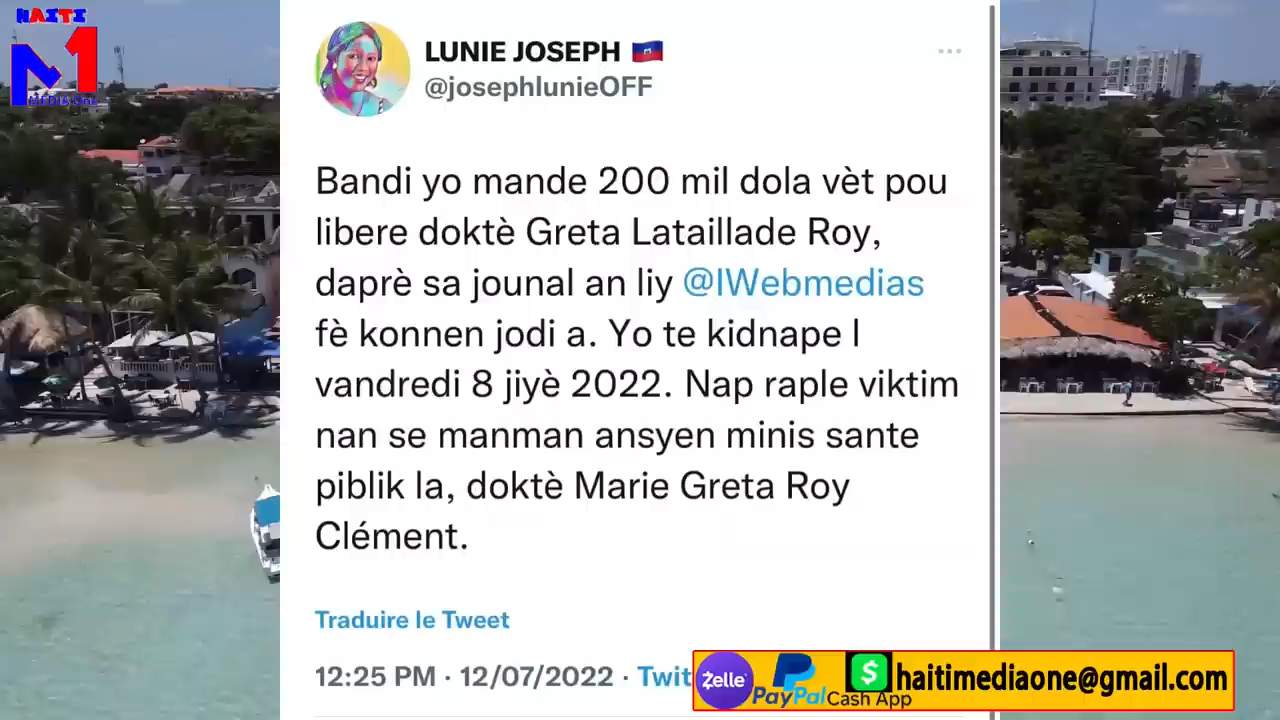 HAITI
M1
MEDIA One
LUNIE JOSEPH
@josephlunieOFF
Bandi yo mande 200 mil dola vèt pou
libere doktè Greta Lataillade Roy,
daprè sa jounal an liy @IWebmedias
fè konnen jodi a. Yo te kidnape l
vandredi 8 jiyè 2022. Nap raple viktim
nan se manman ansyen minis sante
piblik la, doktè Marie Greta Roy
Clément.
Traduire le Tweet
12:25 PM · 12/07/2022 · Twit
Zelle
PayPal
$
Cash App
haitimediaone@gmail.com